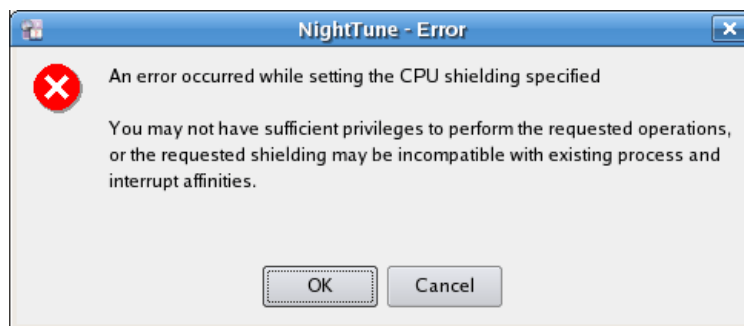 NightTune - Error
An error occurred while setting the CPU shielding specified
You may not have sufficient privileges to perform the requested operations,
or the requested shielding may be incompatible with existing process and
interrupt affinities.
OK
Cancel